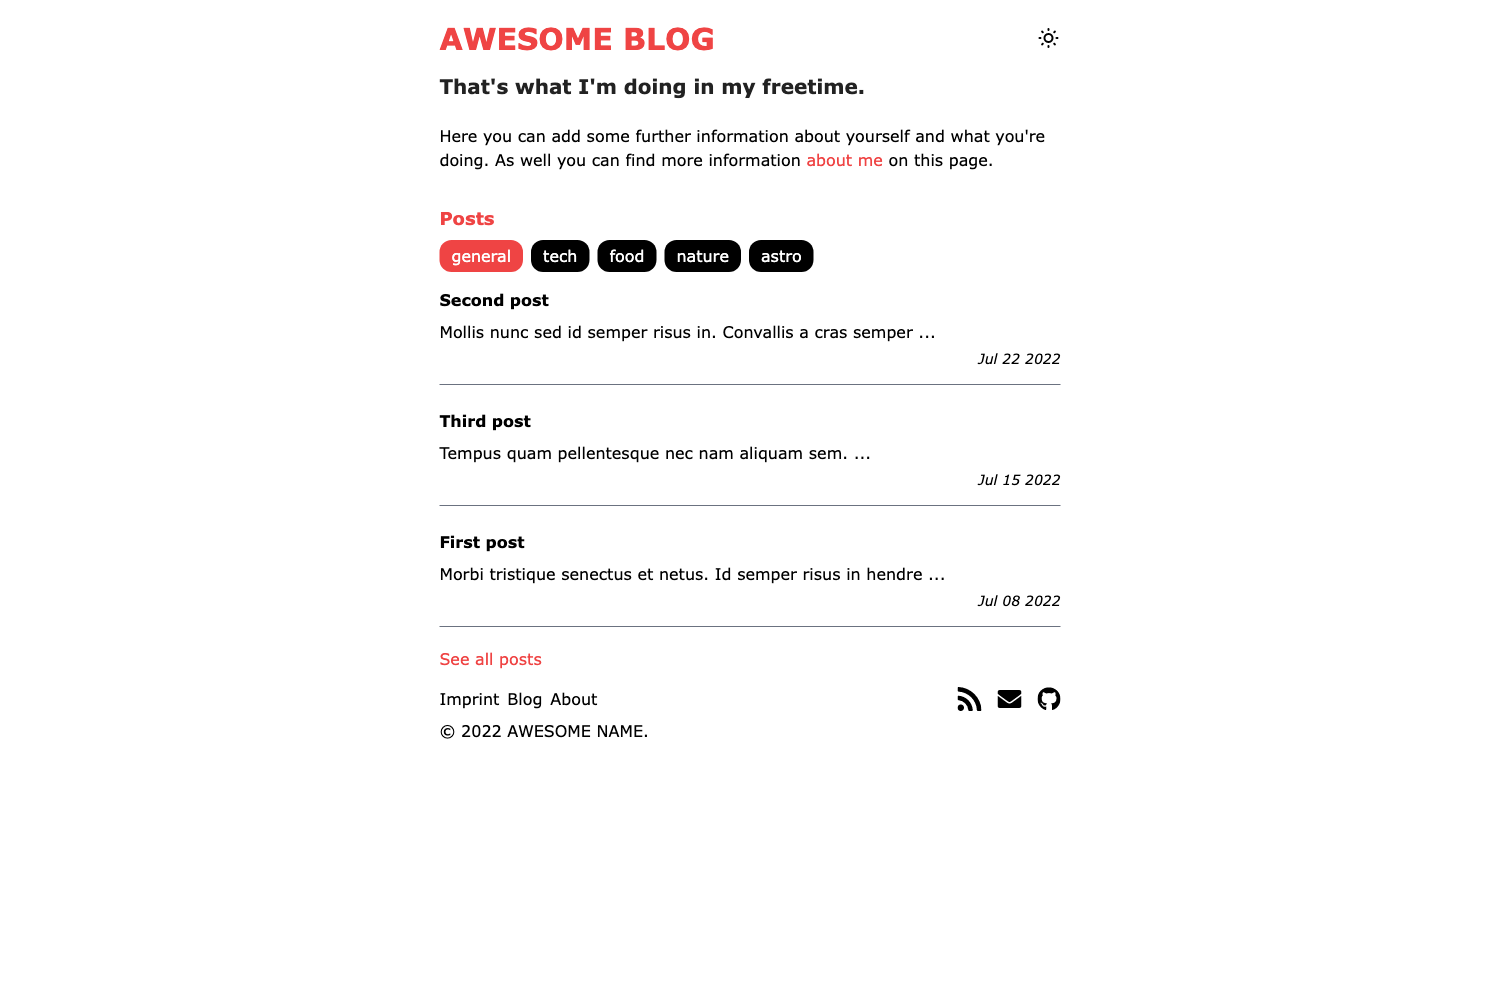 AWESOME BLOG
That's what I'm doing in my freetime.
Here you can add some further information about yourself and what you're
doing. As well you can find more information about me on this page.
Posts
general tech food nature astro
Second post
Mollis nunc sed id semper risus in. Convallis a cras semper ...
Jul 22 2022
Third post
Tempus quam pellentesque nec nam aliquam sem. ...
Jul 15 2022
First post
Morbi tristique senectus et netus. Id semper risus in hendre ...
Jul 08 2022
See all posts
Imprint Blog About
© 2022 AWESOME NAME.